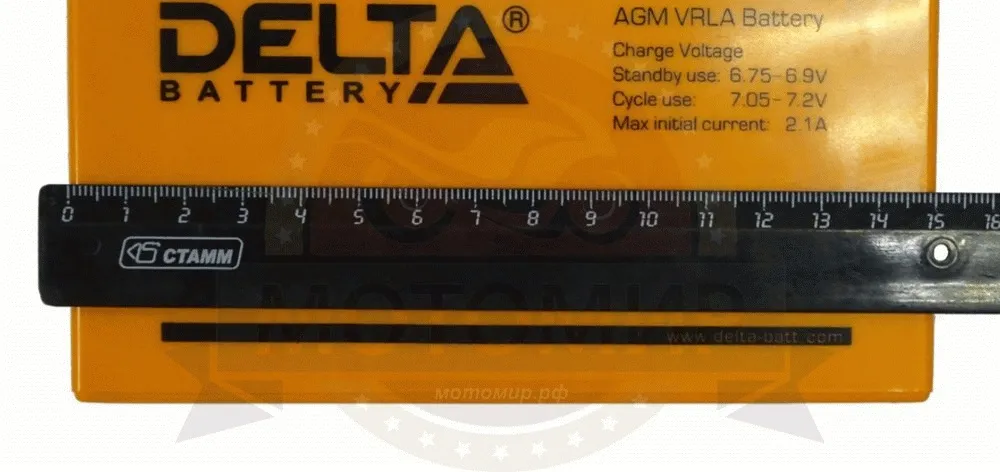 DELTA®
BATTERY
AGM VRLA Battery
Charge Voltage
Standby use: 6.75-6.9V
Cycle use: 7.05-7.2V
Max initial current: 2.1A
0 1 2 3 4 5 6 7 8 9 10 11 12 13 14 15 16
СТАММ
МОТОМИР
www.delta-batt.com
мотомир.рф